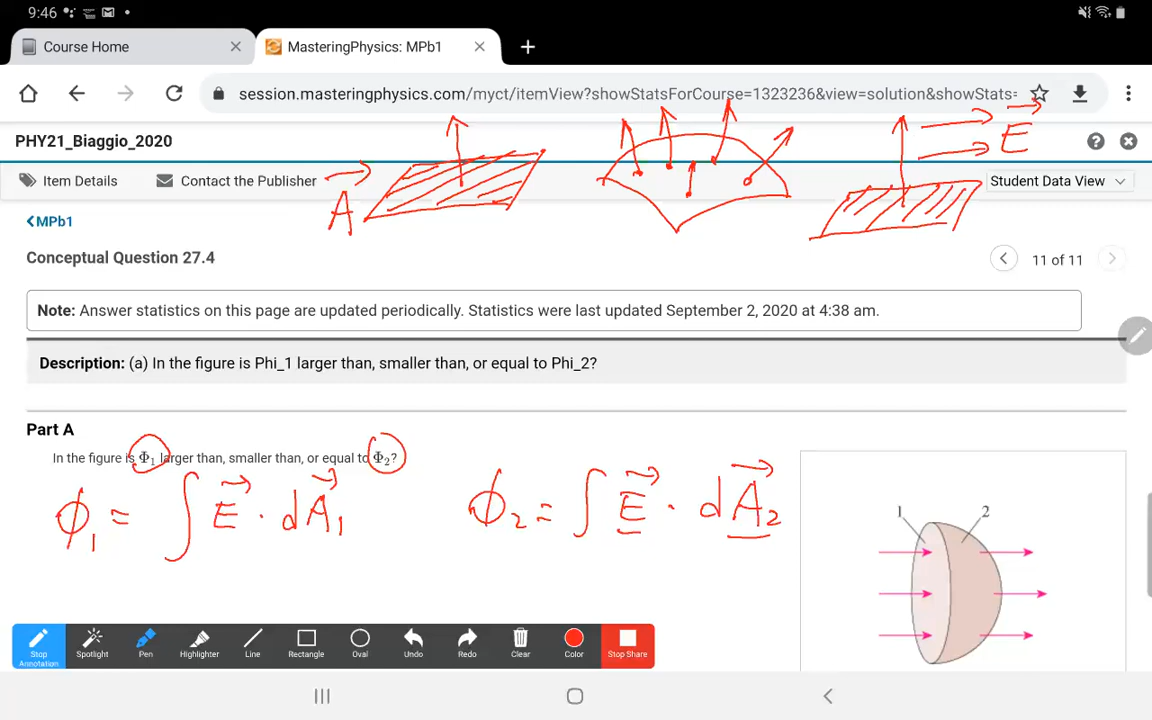 9:46
Course Home
MasteringPhysics: MPb1
session.masteringphysics.com/myct/itemView?showStatsForCourse=1323236&view=solution&showStats=
PHY21_Biaggio_2020
E
Item Details
Contact the Publisher
Student Data View
A
MPb1
Conceptual Question 27.4
11 of 11
Note: Answer statistics on this page are updated periodically. Statistics were last updated September 2, 2020 at 4:38 am.
Description: (a) In the figure is Phi_1 larger than, smaller than, or equal to Phi_2?
Part A
In the figure is Φ₁ larger than, smaller than, or equal to Φ₂?
ϕ₁ = ∫ E⃗ · dA⃗₁
ϕ₂ = ∫ E⃗ · dA⃗₂
1 2
Stop Annotation
Spotlight
Pen
Highlighter
Line
Rectangle
Oval
Undo
Redo
Clear
Color
Stop Share